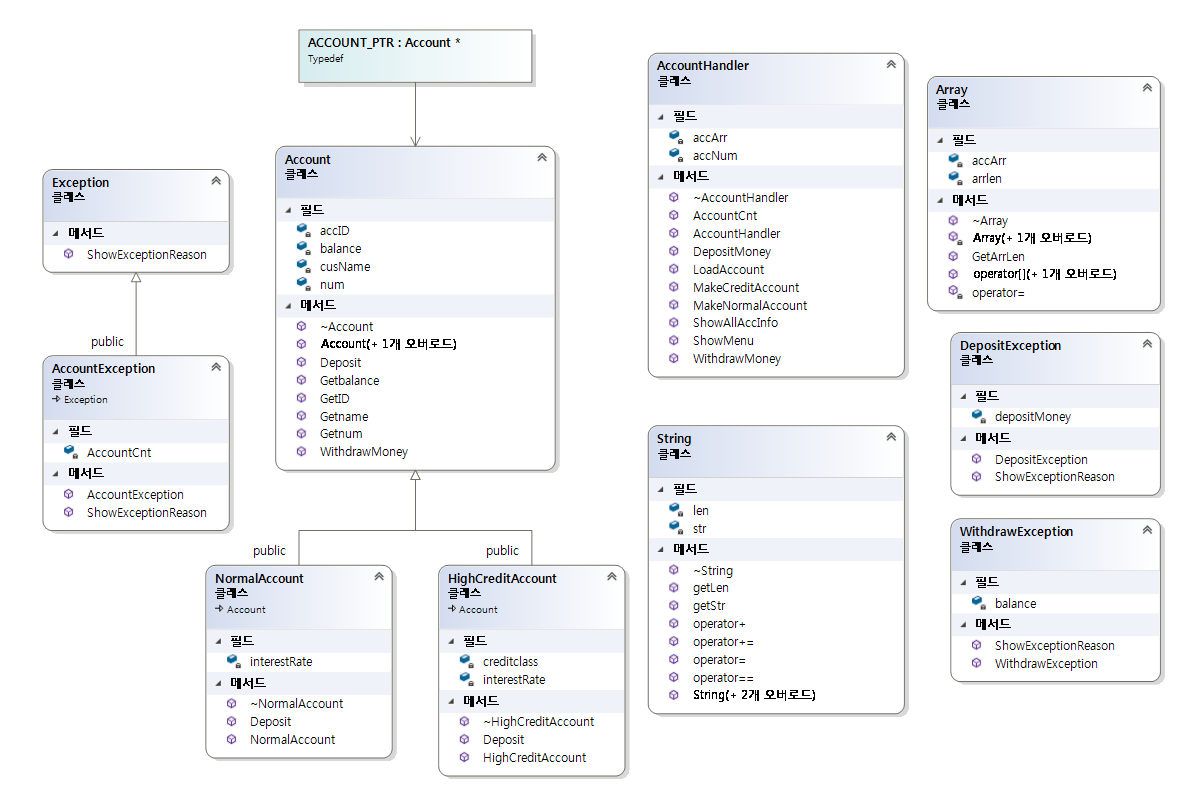 ACCOUNT_PTR : Account *
Typedef
Exception
클래스
메서드
ShowExceptionReason
public
AccountException
클래스
Exception
필드
AccountCnt
메서드
AccountException
ShowExceptionReason
Account
클래스
필드
accID
balance
cusName
num
메서드
~Account
Account(+ 1개 오버로드)
Deposit
Getbalance
GetID
Getname
Getnum
WithdrawMoney
public
public
NormalAccount
클래스
Account
필드
interestRate
메서드
~NormalAccount
Deposit
NormalAccount
HighCreditAccount
클래스
Account
필드
creditclass
interestRate
메서드
~HighCreditAccount
Deposit
HighCreditAccount
AccountHandler
클래스
필드
accArr
accNum
메서드
~AccountHandler
AccountCnt
AccountHandler
DepositMoney
LoadAccount
MakeCreditAccount
MakeNormalAccount
ShowAllAccInfo
ShowMenu
WithdrawMoney
String
클래스
필드
len
str
메서드
~String
getLen
getStr
operator+
operator+=
operator=
operator==
String(+ 2개 오버로드)
Array
클래스
필드
accArr
arrlen
메서드
~Array
Array(+ 1개 오버로드)
GetArrLen
operator[](+ 1개 오버로드)
operator=
DepositException
클래스
필드
depositMoney
메서드
DepositException
ShowExceptionReason
WithdrawException
클래스
필드
balance
메서드
ShowExceptionReason
WithdrawException